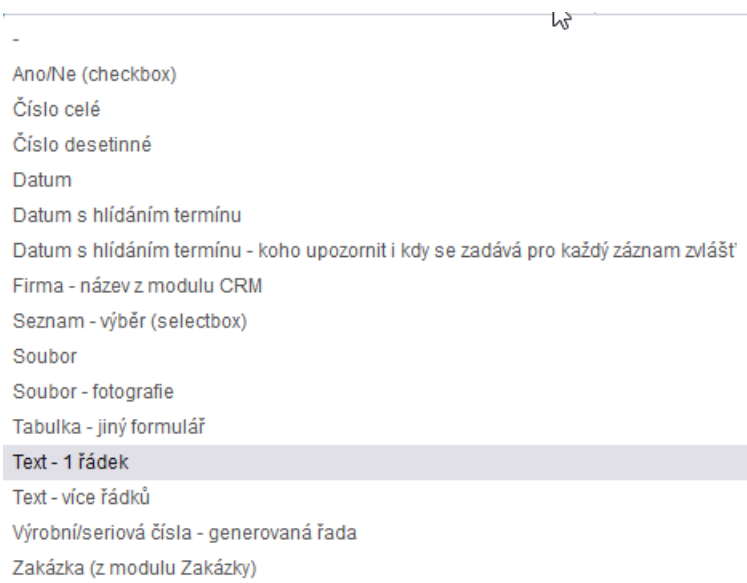 -
Ano/Ne (checkbox)
Číslo celé
Číslo desetinné
Datum
Datum s hlídáním termínu
Datum s hlídáním termínu - koho upozornit i kdy se zadává pro každý záznam zvlášť
Firma - název z modulu CRM
Seznam - výběr (selectbox)
Soubor
Soubor - fotografie
Tabulka - jiný formulář
Text - 1 řádek
Text - více řádků
Výrobní/seriová čísla - generovaná řada
Zakázka (z modulu Zakázky)